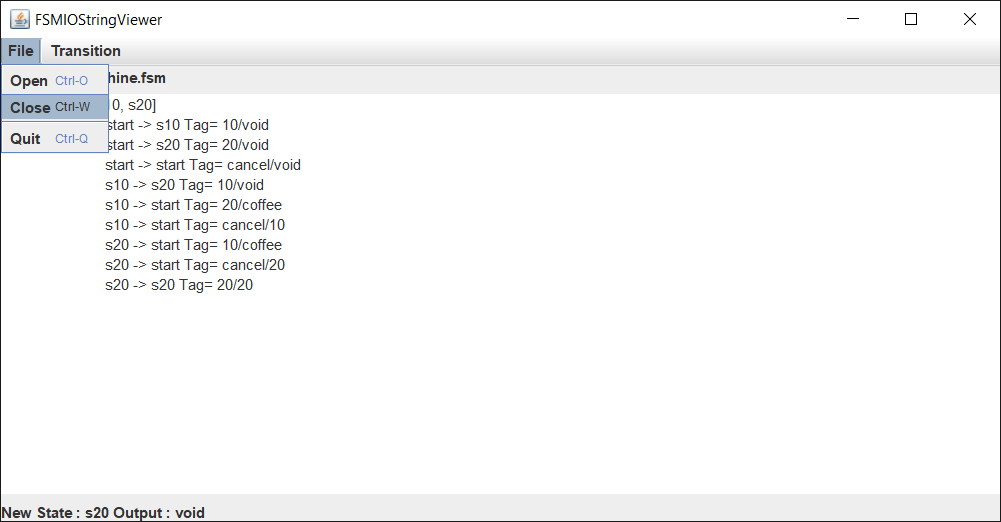 FSMIOStringViewer
File Transition
Open Ctrl-O
hine.fsm
Close Ctrl-W
0, s20]
start -> s10 Tag= 10/void
Quit Ctrl-Q
start -> s20 Tag= 20/void
start -> start Tag= cancel/void
s10 -> s20 Tag= 10/void
s10 -> start Tag= 20/coffee
s10 -> start Tag= cancel/10
s20 -> start Tag= 10/coffee
s20 -> start Tag= cancel/20
s20 -> s20 Tag= 20/20
New State : s20 Output : void